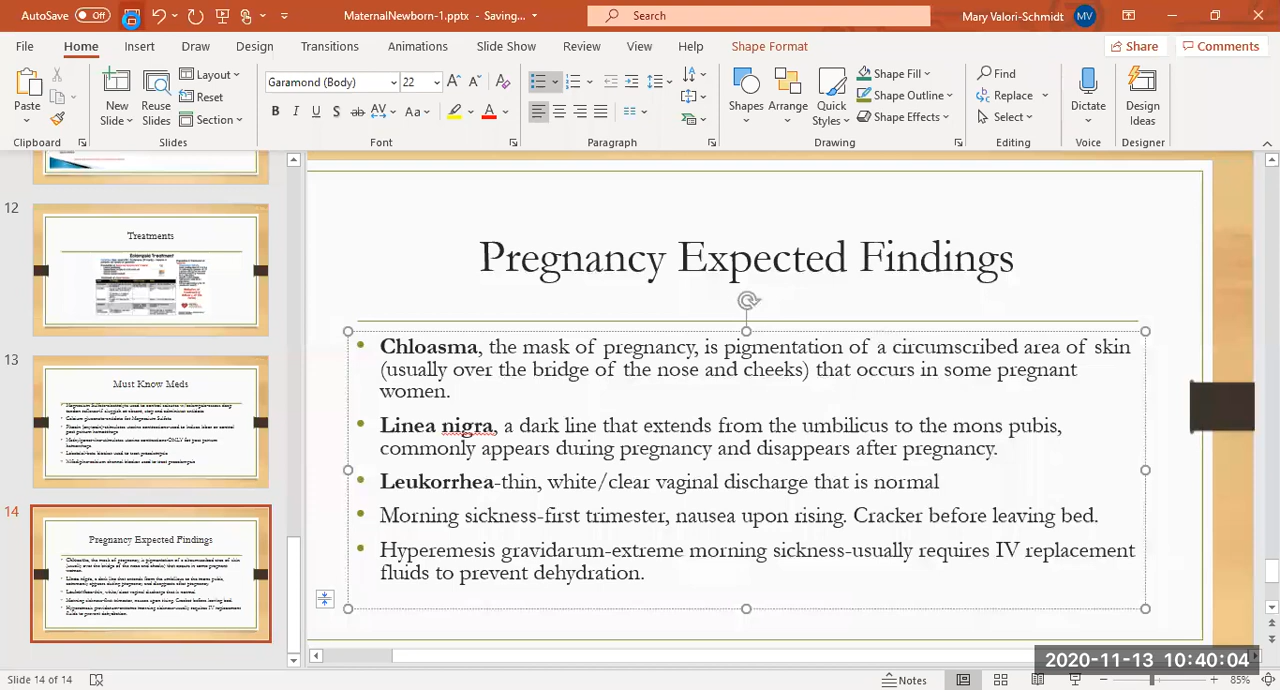 AutoSave Off MaternalNewborn-1.pptx - Saving... Search Mary Valori-Schmidt MV
File Home Insert Draw Design Transitions Animations Slide Show Review View Help Shape Format Share Comments
Paste New Slide Reuse Slides Layout Reset Section
Garamond (Body) 22
Shapes Arrange Quick Styles Shape Fill Shape Outline Shape Effects
Find Replace Select Dictate Design Ideas
Clipboard Slides Font Paragraph Drawing Editing Voice Designer
12
Treatments
13
Must Know Meds
14
Pregnancy Expected Findings
Pregnancy Expected Findings
• Chloasma, the mask of pregnancy, is pigmentation of a circumscribed area of skin
(usually over the bridge of the nose and cheeks) that occurs in some pregnant
women.
• Linea nigra, a dark line that extends from the umbilicus to the mons pubis,
commonly appears during pregnancy and disappears after pregnancy.
• Leukorrhea-thin, white/clear vaginal discharge that is normal
• Morning sickness-first trimester, nausea upon rising. Cracker before leaving bed.
• Hyperemesis gravidarum-extreme morning sickness-usually requires IV replacement
fluids to prevent dehydration.
2020-11-13 10:40:04
Slide 14 of 14 Notes 85%